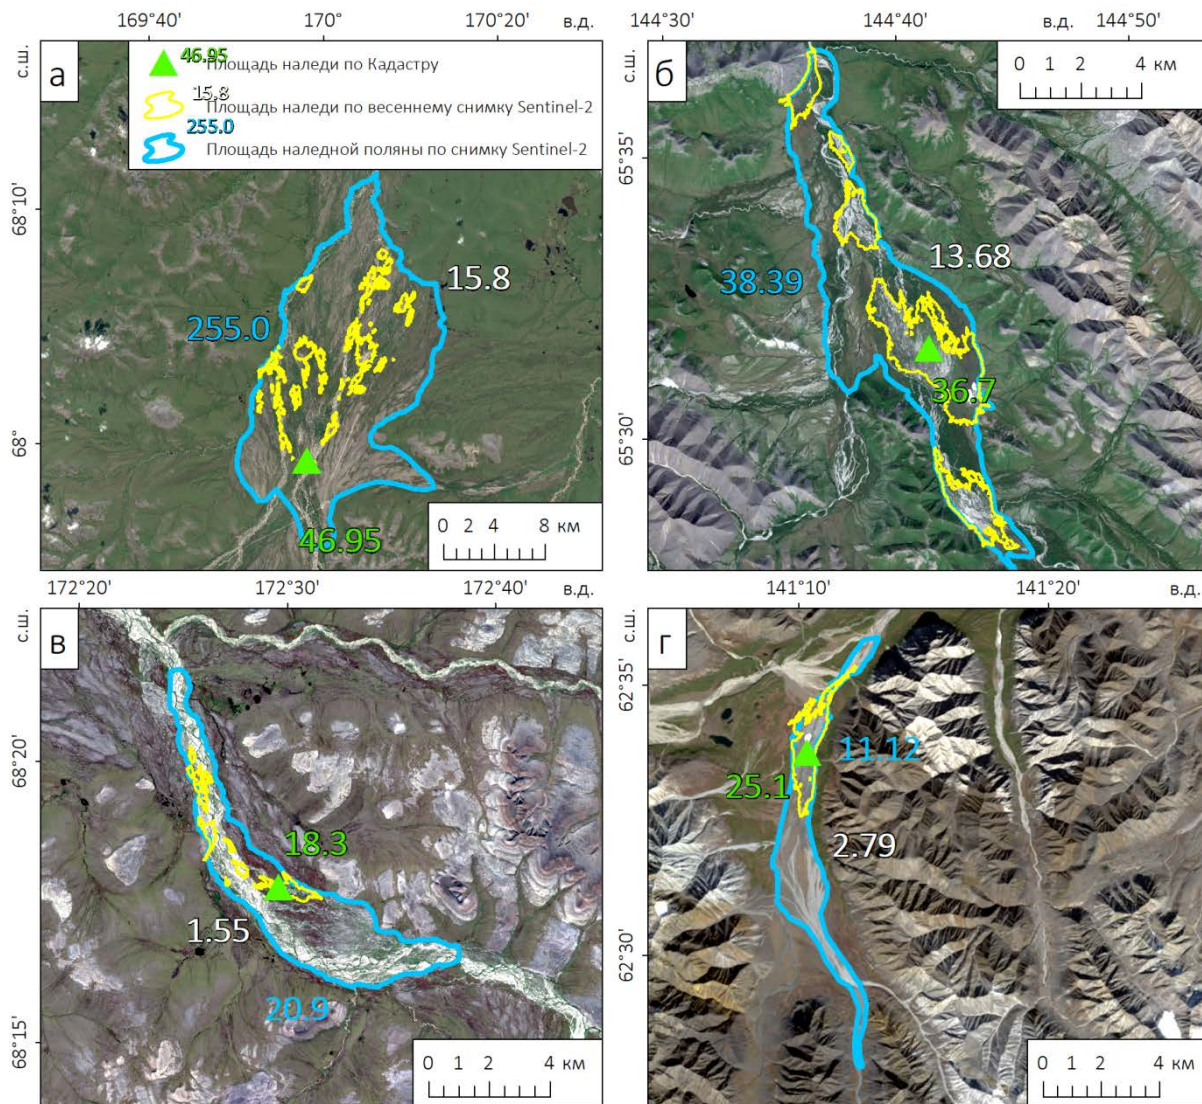 169°40' 170° 170°20' в.д.
144°30' 144°40' в.д. 144°50'
с.ш.
а
46.95
Площадь наледи по Кадастру
15.8
Площадь наледи по весеннему снимку Sentinel-2
255.0
Площадь наледной поляны по снимку Sentinel-2
68°10'
68°
15.8
255.0
46.95
0 2 4 8 км
с.ш.
б
0 1 2 4 км
65°35'
65°30'
13.68
38.39
36.7
172°20' 172°30' 172°40' в.д.
141°10' 141°20' в.д.
с.ш.
в
68°20'
68°15'
18.3
1.55
20.9
0 1 2 4 км
с.ш.
г
62°35'
62°30'
11.12
25.1
2.79
0 1 2 4 км